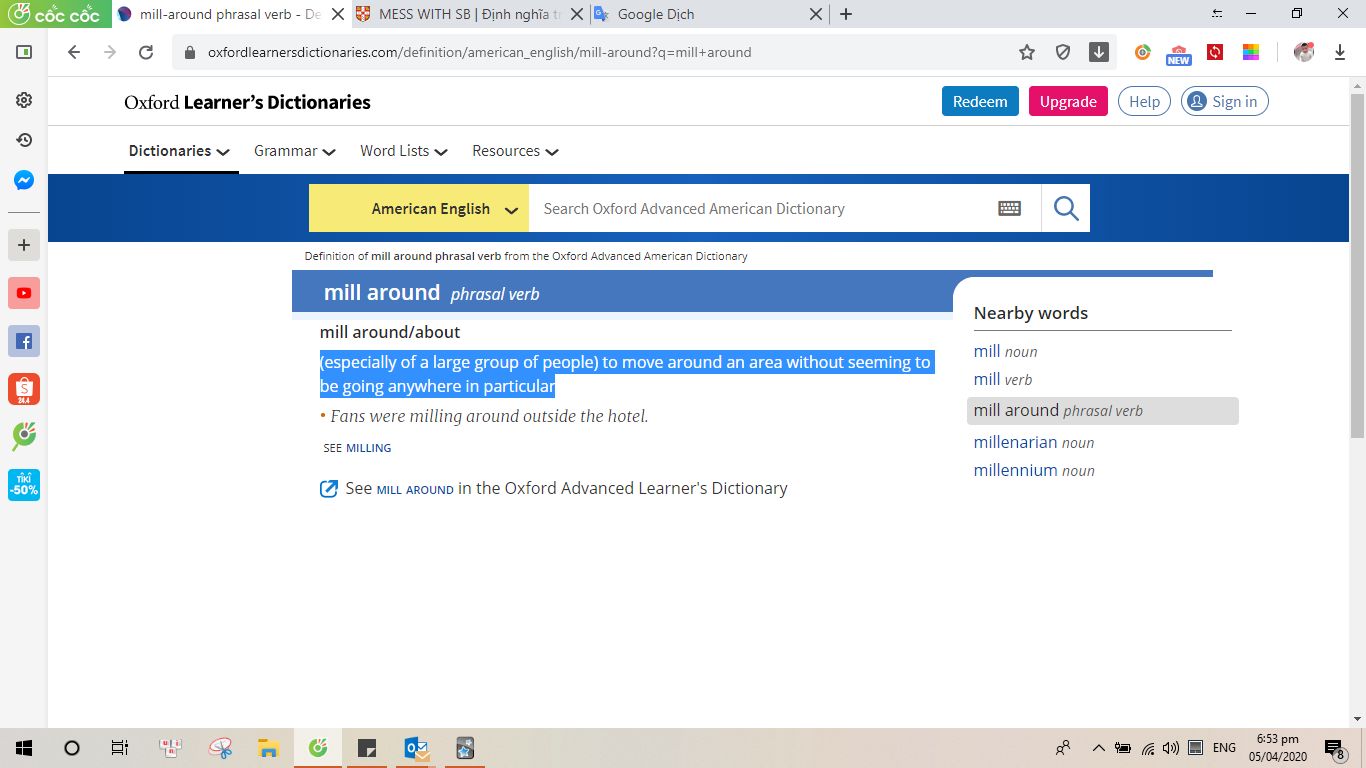 cốc cốc
mill-around phrasal verb - De
MESS WITH SB | Định nghĩa tr
Google Dịch
oxfordlearnersdictionaries.com/definition/american_english/mill-around?q=mill+around
NEW
Oxford Learner's Dictionaries
Redeem
Upgrade
Help
Sign in
Dictionaries
Grammar
Word Lists
Resources
American English
Search Oxford Advanced American Dictionary
Definition of mill around phrasal verb from the Oxford Advanced American Dictionary
mill around phrasal verb
mill around/about
(especially of a large group of people) to move around an area without seeming to
be going anywhere in particular
• Fans were milling around outside the hotel.
SEE MILLING
See MILL AROUND in the Oxford Advanced Learner's Dictionary
Nearby words
mill noun
mill verb
mill around phrasal verb
millenarian noun
millennium noun
24.4
TIKI
-50%
ENG
6:53 pm
05/04/2020
8